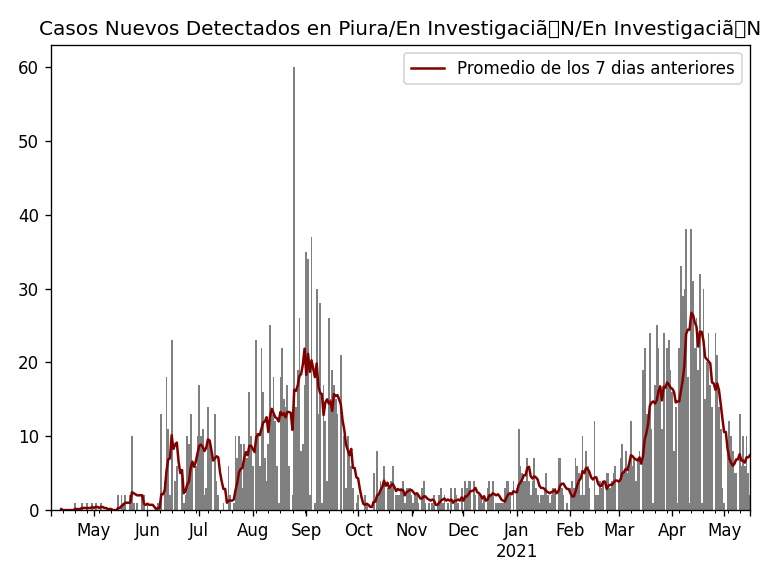 Casos Nuevos Detectados en Piura/En Investigaciã▯N/En Investigaciã▯N
Promedio de los 7 dias anteriores
60
50
40
30
20
10
0
May Jun Jul Aug Sep Oct Nov Dec Jan Feb Mar Apr May
2021